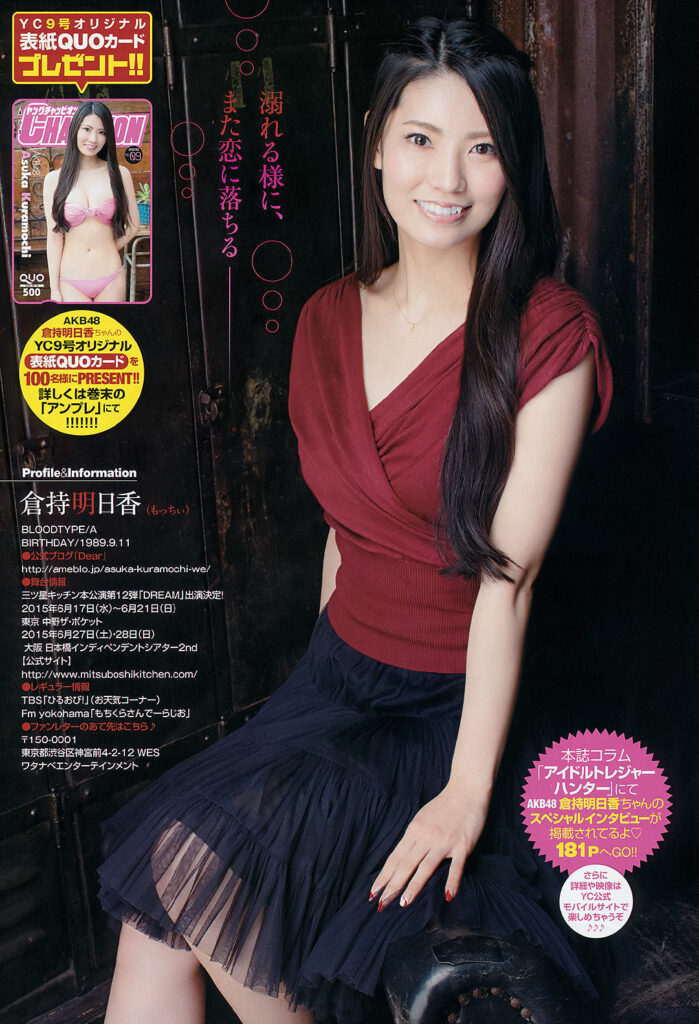 YC9号オリジナル
表紙QUOカード
プレゼント!!
ヤングチャンピオン
CHAMPION
09
AKB48
Asuka Kuramochi
QUO
500
溺れる様に、
また恋に落ちる――
AKB48
倉持明日香ちゃんの
YC9号オリジナル
表紙QUOカードを
100名様にPRESENT!!
詳しくは巻末の
「アンプレ」にて
!!!!!!!
Profile&Information
倉持明日香(もっちぃ)
BLOODTYPE/A
BIRTHDAY/1989.9.11
●公式ブログ「Dear」
http://ameblo.jp/asuka-kuramochi-we/
●舞台情報
三ツ星キッチン本公演第12弾「DREAM」出演決定!
2015年6月17日(水)〜6月21日(日)
東京 中野ザ・ポケット
2015年6月27日(土)・28日(日)
大阪 日本橋インディペンデントシアター2nd
【公式サイト】
http://www.mitsuboshikitchen.com/
●レギュラー情報
TBS「ひるおび!」(お天気コーナー)
Fm yokohama「もちくらさんでーらじお」
●ファンレターのあて先はこちら♪
〒150-0001
東京都渋谷区神宮前4-2-12 WES
ワタナベエンターテインメント
本誌コラム
「アイドルトレジャー
ハンター」にて
AKB48 倉持明日香ちゃんの
スペシャルインタビューが
掲載されてるよ♡
181PへGO!!
さらに
詳細や映像は
YC公式
モバイルサイトで
楽しめちゃうぞ
♪♪♪